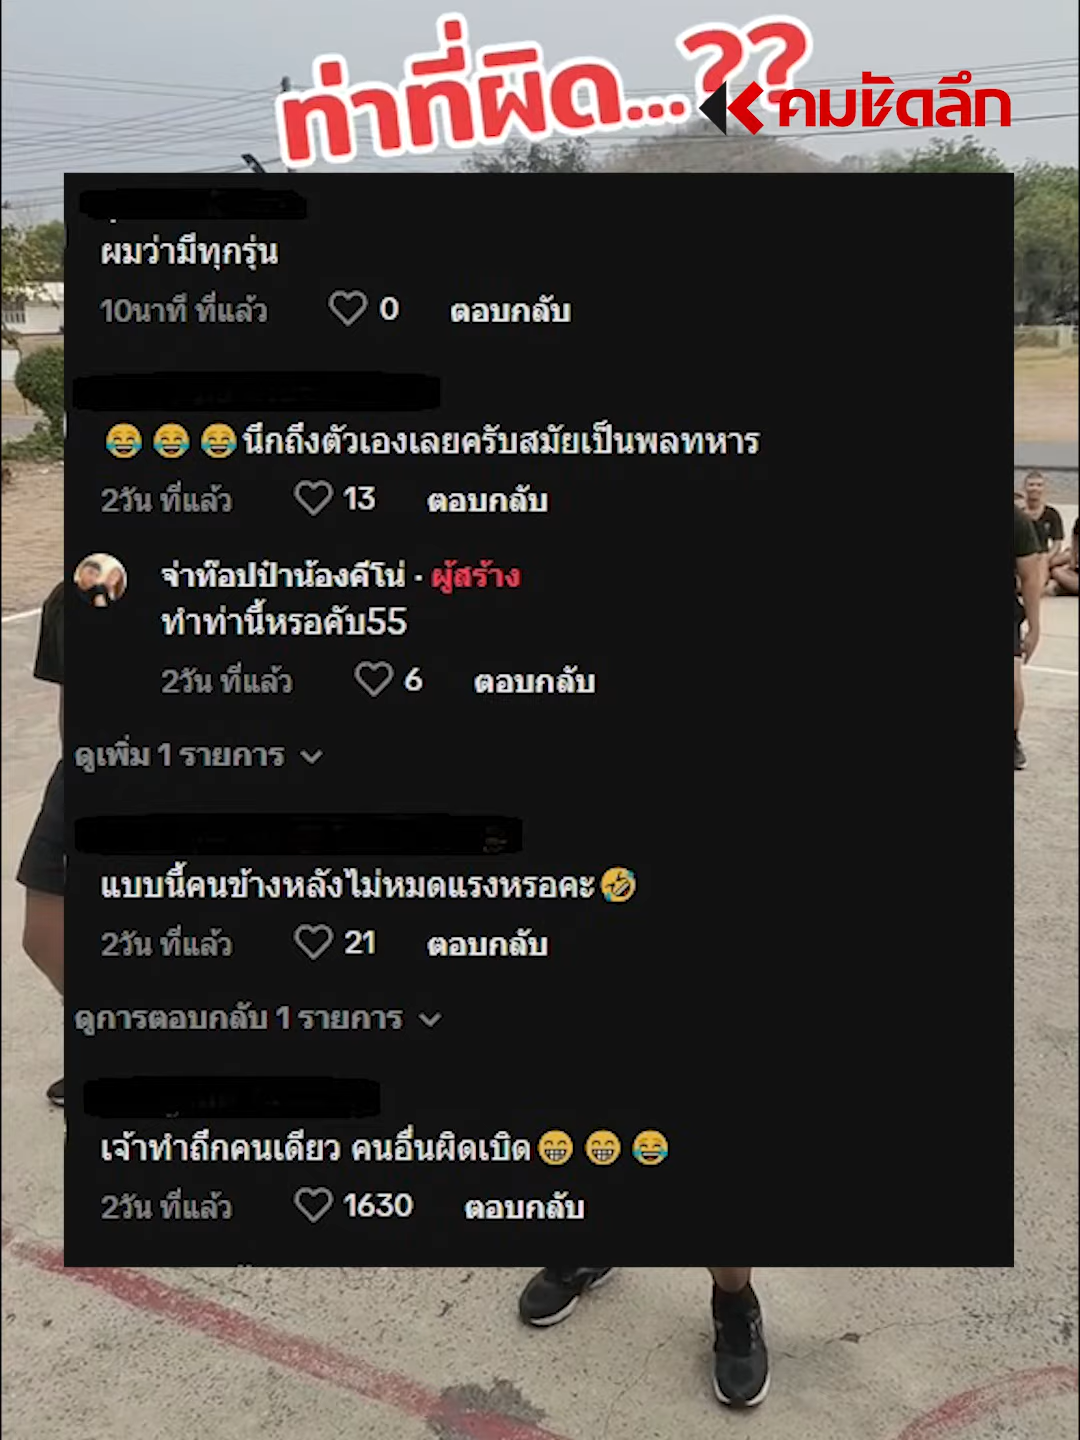 ท่าที่ผิด...??
คมชัดลึก
ผมว่ามีทุกรุ่น
10นาที ที่แล้ว 0 ตอบกลับ
😂😂😂นึกถึงตัวเองเลยครับสมัยเป็นพลทหาร
2วัน ที่แล้ว 13 ตอบกลับ
จ่าท๊อปป๋าน้องคีโน่ · ผู้สร้าง
ทำท่านี้หรอคับ55
2วัน ที่แล้ว 6 ตอบกลับ
ดูเพิ่ม 1 รายการ
แบบนี้คนข้างหลังไม่หมดแรงหรอคะ🤣
2วัน ที่แล้ว 21 ตอบกลับ
ดูการตอบกลับ 1 รายการ
เจ้าทำถึกคนเดียว คนอื่นผิดเบิด😁😁😂
2วัน ที่แล้ว 1630 ตอบกลับ